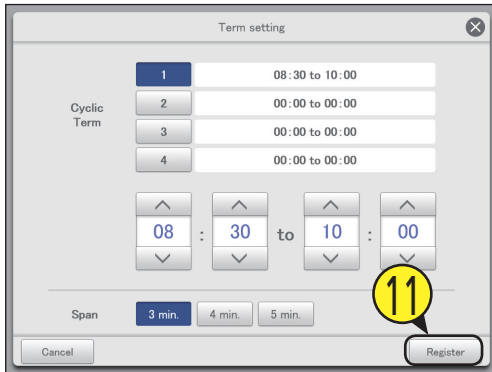 Term setting
1 08:30 to 10:00
Cyclic
Term
2 00:00 to 00:00
3 00:00 to 00:00
4 00:00 to 00:00
08 : 30 to 10 : 00
11
Span 3 min. 4 min. 5 min.
Cancel Register